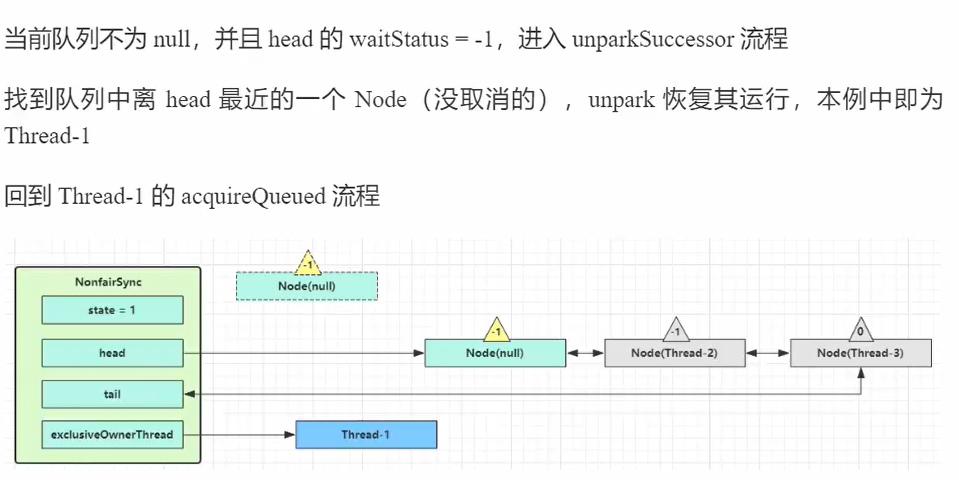 当前队列不为 null，并且 head 的 waitStatus = -1，进入 unparkSuccessor 流程
找到队列中离 head 最近的一个 Node（没取消的），unpark 恢复其运行，本例中即为
Thread-1
回到 Thread-1 的 acquireQueued 流程
-1
NonfairSync
Node(null)
state = 1
-1
-1
0
head
Node(null)
Node(Thread-2)
Node(Thread-3)
tail
exclusiveOwnerThread
Thread-1